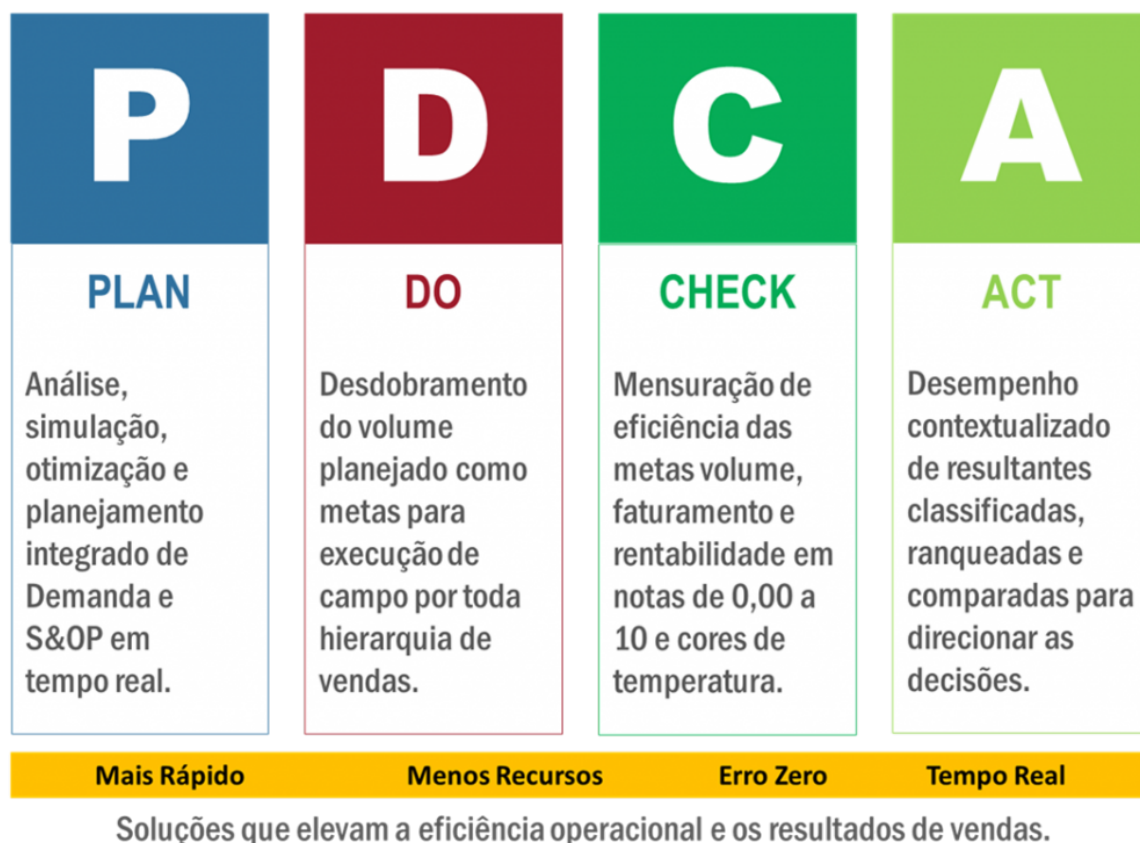 P
PLAN
Análise,
simulação,
otimização e
planejamento
integrado de
Demanda e
S&OP em
tempo real.
D
DO
Desdobramento
do volume
planejado como
metas para
execução de
campo por toda
hierarquia de
vendas.
C
CHECK
Mensuração de
eficiência das
metas volume,
faturamento e
rentabilidade em
notas de 0,00 a
10 e cores de
temperatura.
A
ACT
Desempenho
contextualizado
de resultantes
classificadas,
ranqueadas e
comparadas para
direcionar as
decisões.
Mais Rápido Menos Recursos Erro Zero Tempo Real
Soluções que elevam a eficiência operacional e os resultados de vendas.